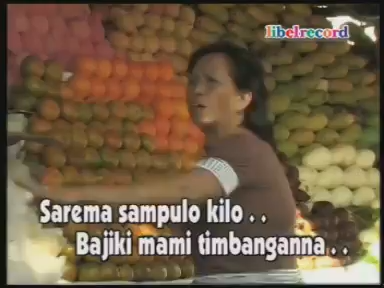 libelrecord
Sarema sampulo kilo . .
Bajiki mami timbanganna . .